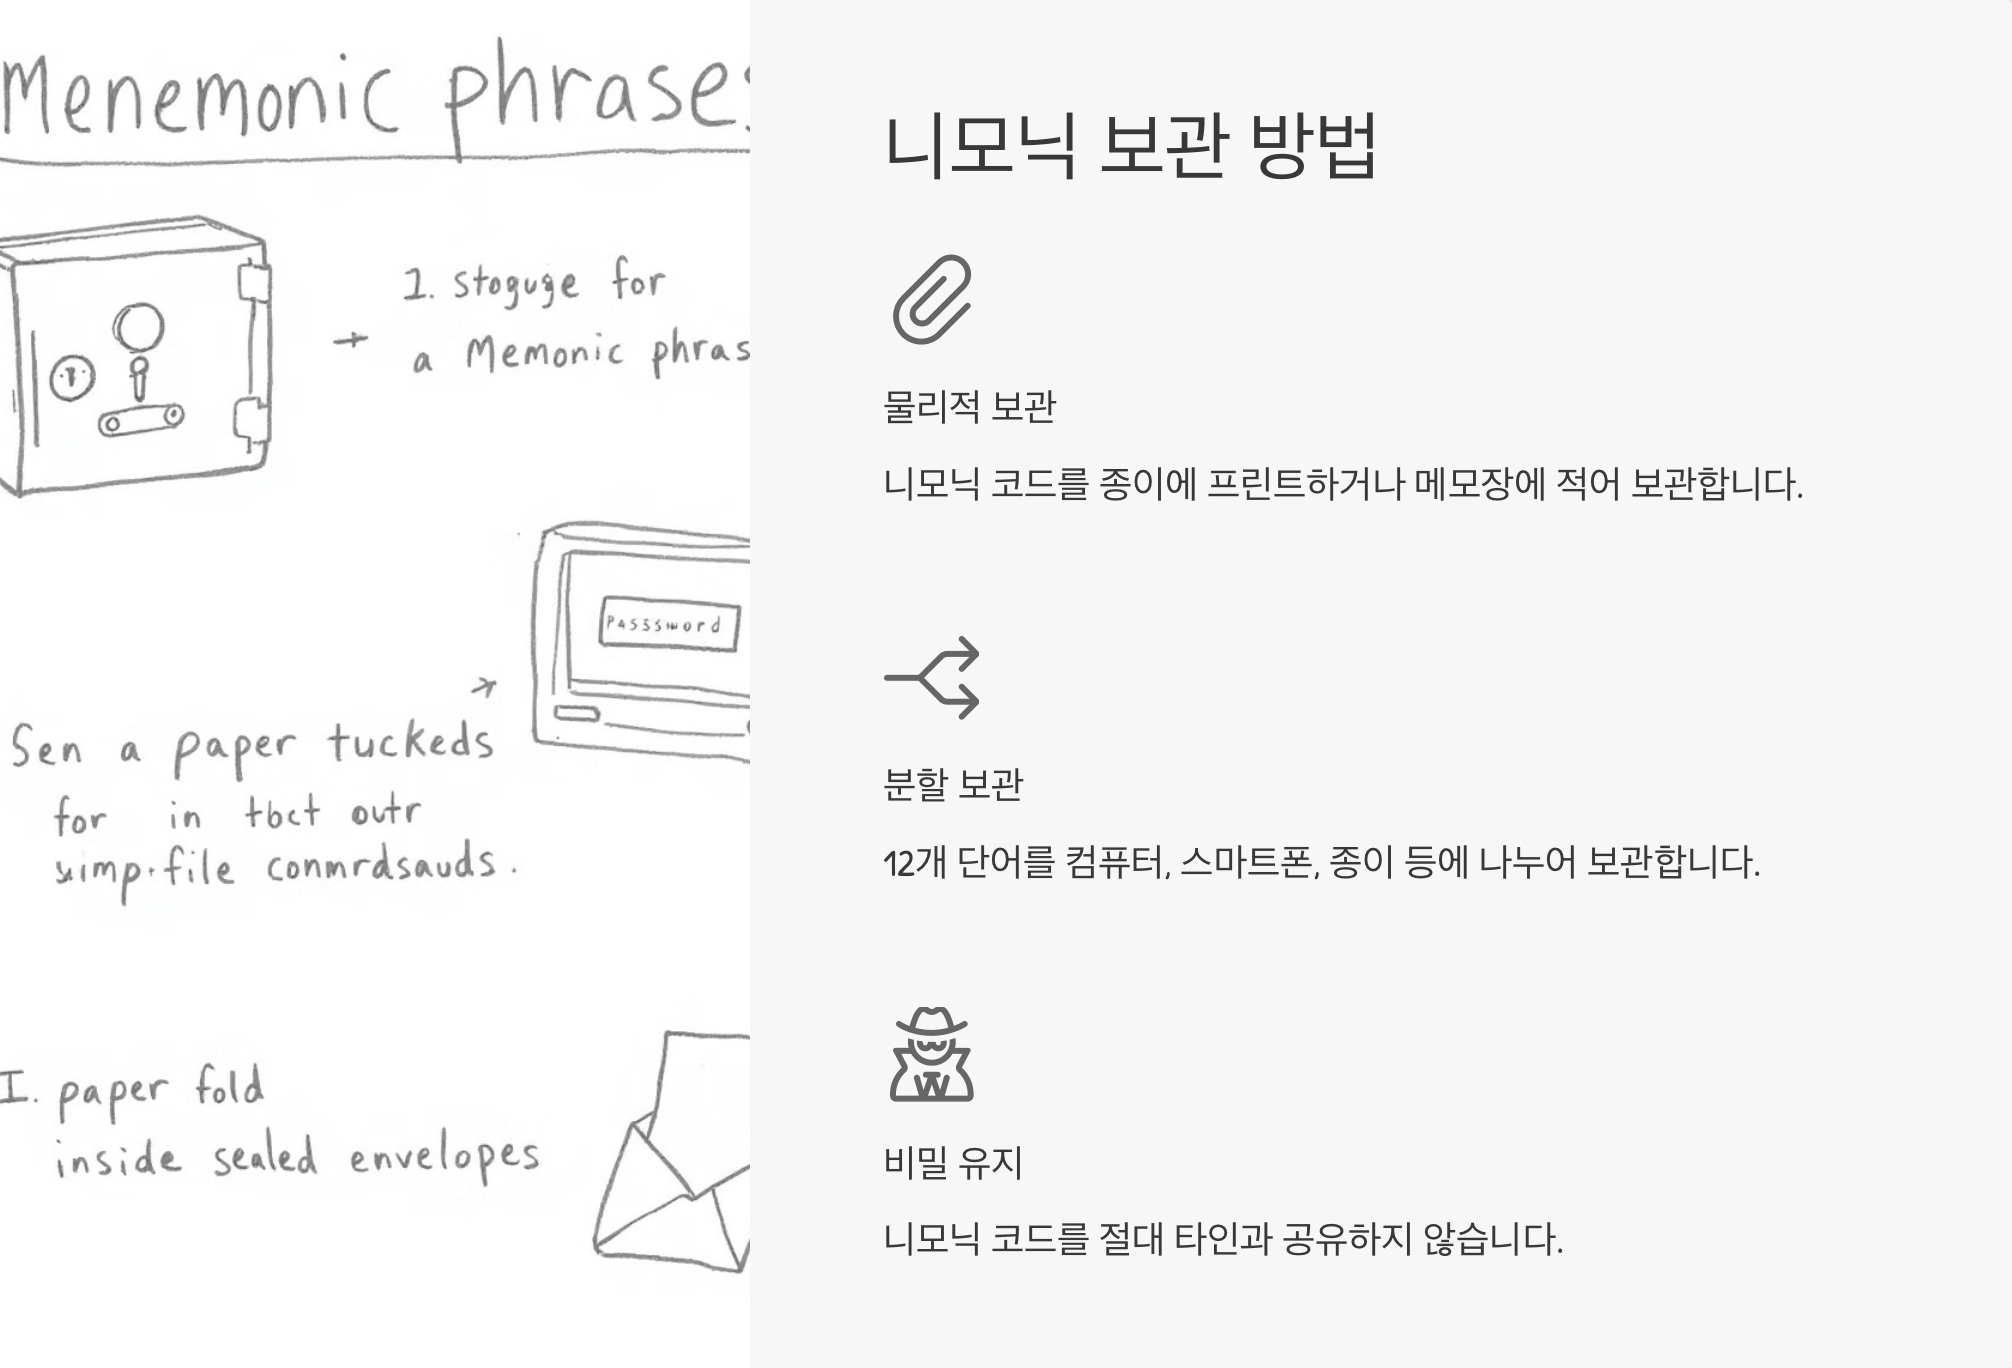 Menemonic phrases
1. Stoguge for
a Memonic phras
Passsword
Sen a paper tuckeds
for in tbct outr
simp.file conmrdsauds.
I. paper fold
inside sealed envelopes
니모닉 보관 방법
물리적 보관
니모닉 코드를 종이에 프린트하거나 메모장에 적어 보관합니다.
분할 보관
12개 단어를 컴퓨터, 스마트폰, 종이 등에 나누어 보관합니다.
비밀 유지
니모닉 코드를 절대 타인과 공유하지 않습니다.